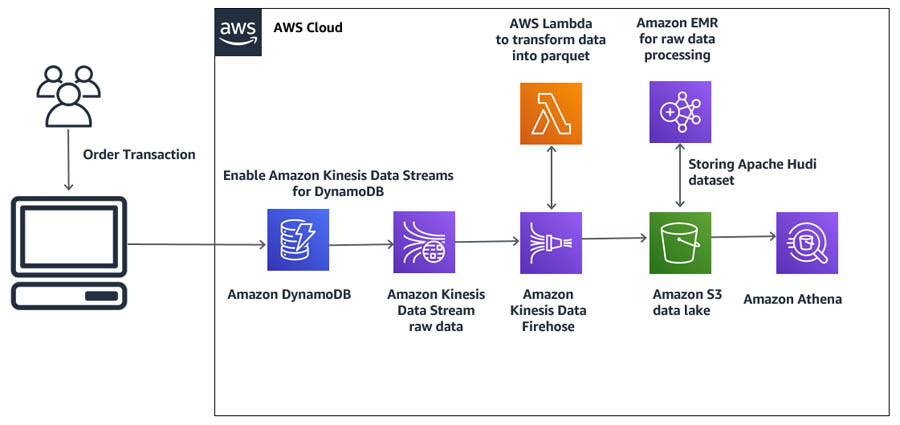 aws
AWS Cloud
AWS Lambda
to transform data
into parquet
Amazon EMR
for raw data
processing
Order Transaction
Storing Apache Hudi
dataset
Enable Amazon Kinesis Data Streams
for DynamoDB
Amazon DynamoDB
Amazon Kinesis
Data Stream
raw data
Amazon
Kinesis Data
Firehose
Amazon S3
data lake
Amazon Athena